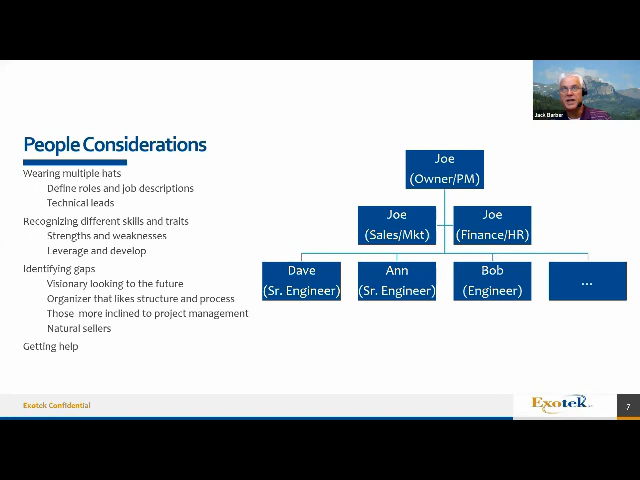 Jack Barber
People Considerations
Wearing multiple hats
Define roles and job descriptions
Technical leads
Recognizing different skills and traits
Strengths and weaknesses
Leverage and develop
Identifying gaps
Visionary looking to the future
Organizer that likes structure and process
Those more inclined to project management
Natural sellers
Getting help
Joe
(Owner/PM)
Joe
(Sales/Mkt)
Joe
(Finance/HR)
Dave
(Sr. Engineer)
Ann
(Sr. Engineer)
Bob
(Engineer)
...
Exotek Confidential
Exotek
7